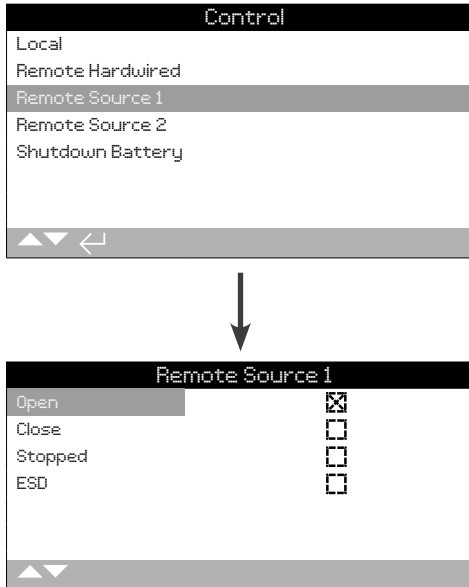 Control
Local
Remote Hardwired
Remote Source 1
Remote Source 2
Shutdown Battery
Remote Source 1
Open
Close
Stopped
ESD